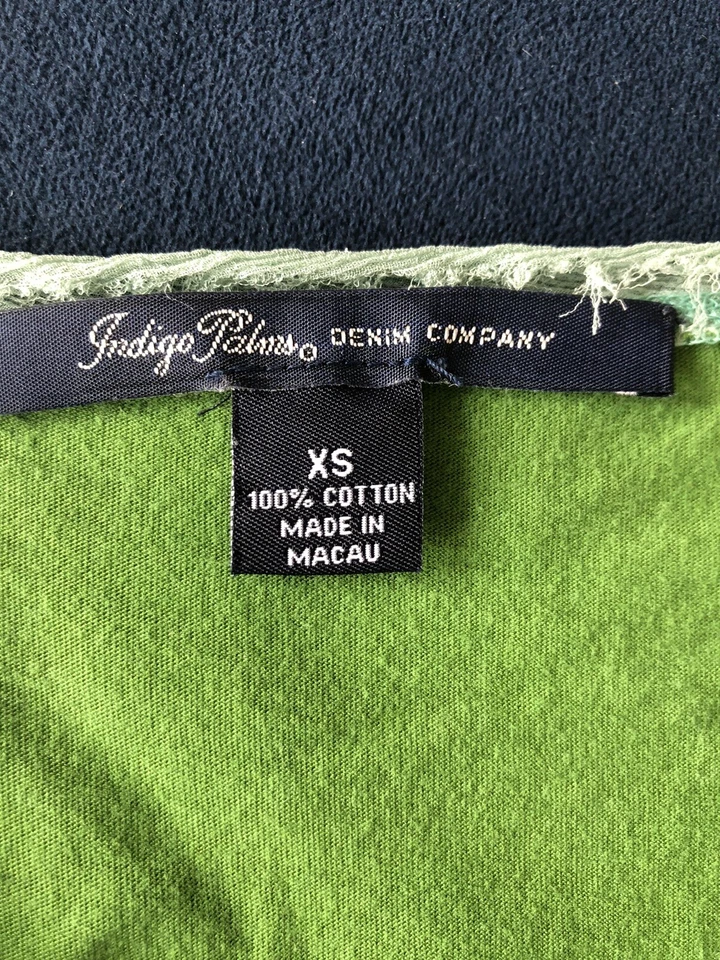 Indigo Palms DENIM COMPANY
XS
100% COTTON
MADE IN
MACAU